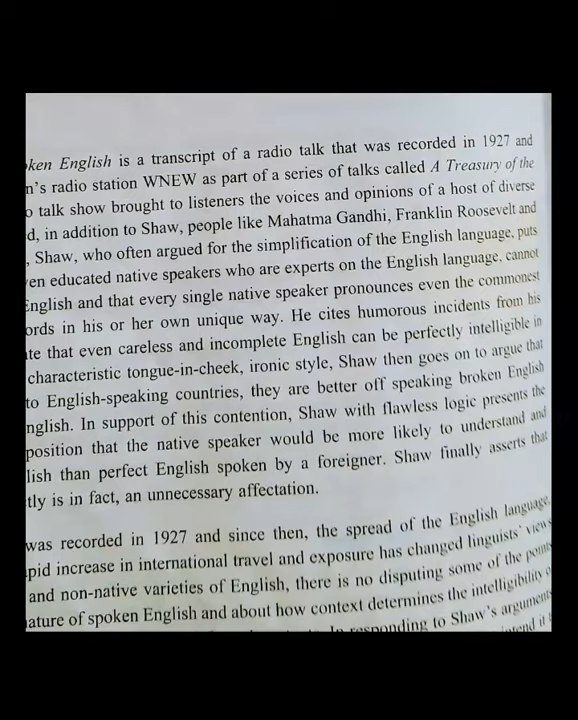 English is a transcript of a radio talk that was recorded in 1927 and
n's radio station WNEW as part of a series of talks called A Treasury of the
talk show brought to listeners the voices and opinions of a host of diverse
d, in addition to Shaw, people like Mahatma Gandhi, Franklin Roosevelt and
, Shaw, who often argued for the simplification of the English language, puts
en educated native speakers who are experts on the English language, cannot
English and that every single native speaker pronounces even the commonest
ords in his or her own unique way. He cites humorous incidents from his
te that even careless and incomplete English can be perfectly intelligible in
characteristic tongue-in-cheek, ironic style, Shaw then goes on to argue that
to English-speaking countries, they are better off speaking broken English
nglish. In support of this contention, Shaw with flawless logic presents the
position that the native speaker would be more likely to understand and
lish than perfect English spoken by a foreigner. Shaw finally asserts that
tly is in fact, an unnecessary affectation.
was recorded in 1927 and since then, the spread of the English language,
pid increase in international travel and exposure has changed linguists' views
and non-native varieties of English, there is no disputing some of the points
ature of spoken English and about how context determines the intelligibility o
In responding to Shaw's arguments